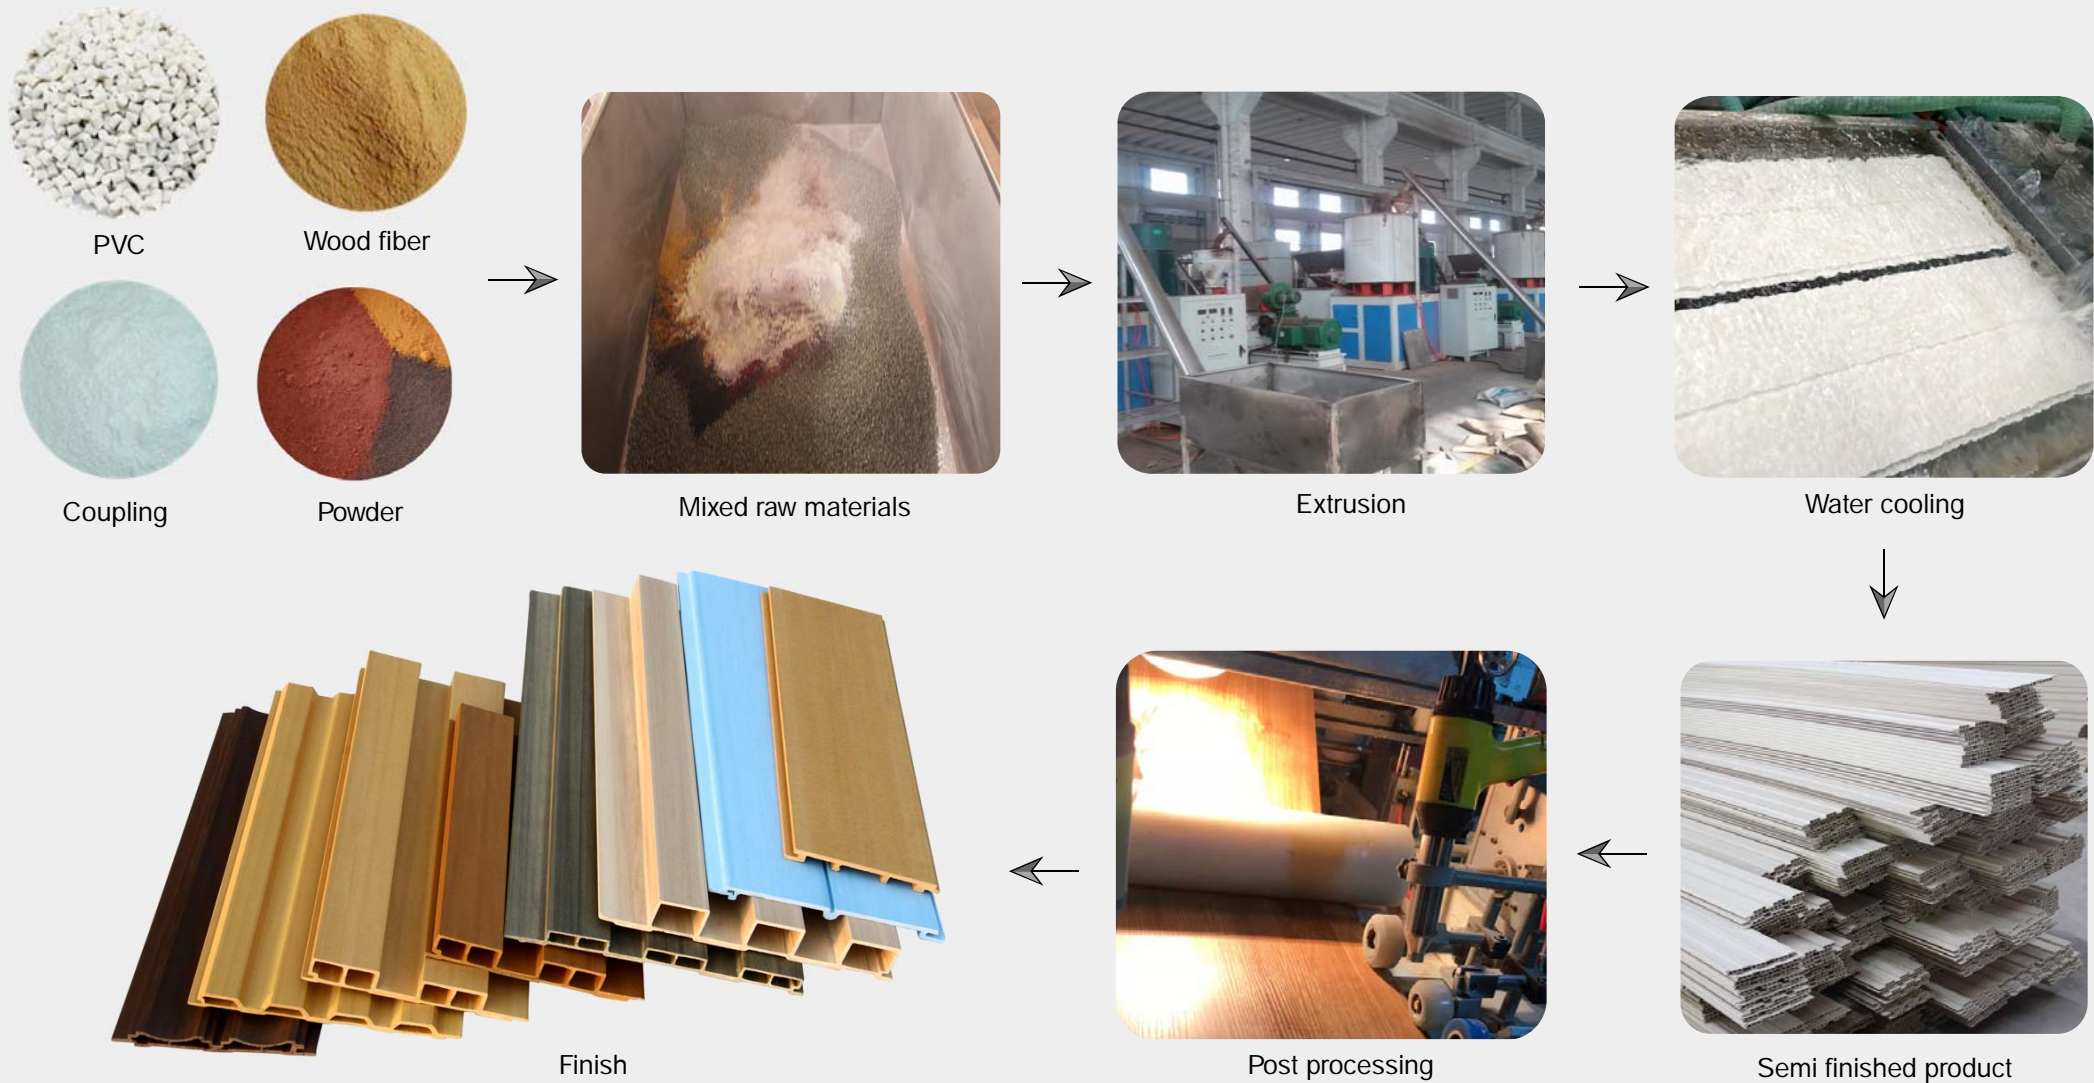 PVC
Wood fiber
Coupling
Powder
Mixed raw materials
Extrusion
Water cooling
Finish
Post processing
Semi finished product